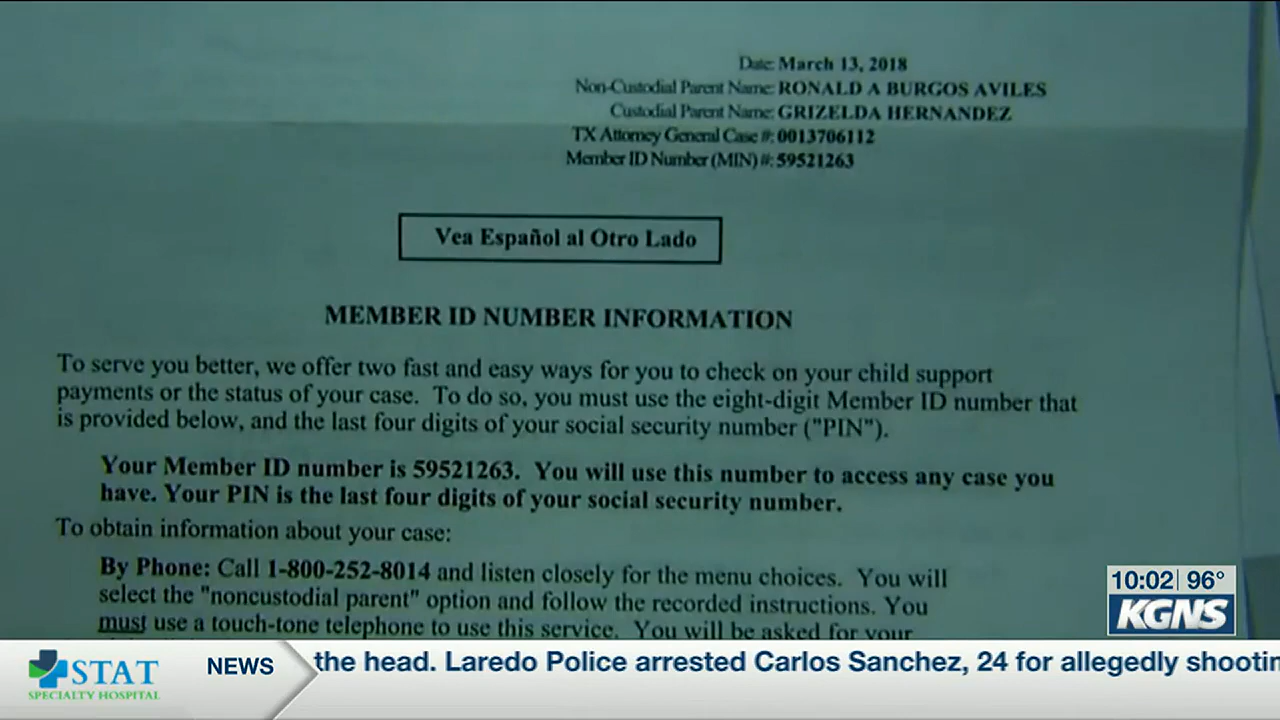 Date: March 13, 2018
Non-Custodial Parent Name: RONALD A BURGOS AVILES
Custodial Parent Name: GRIZELDA HERNANDEZ
TX Attorney General Case #: 0013706112
Member ID Number (MIN) #: 59521263
Vea Español al Otro Lado
MEMBER ID NUMBER INFORMATION
To serve you better, we offer two fast and easy ways for you to check on your child support
payments or the status of your case. To do so, you must use the eight-digit Member ID number that
is provided below, and the last four digits of your social security number ("PIN").
Your Member ID number is 59521263. You will use this number to access any case you
have. Your PIN is the last four digits of your social security number.
To obtain information about your case:
By Phone: Call 1-800-252-8014 and listen closely for the menu choices. You will
select the "noncustodial parent" option and follow the recorded instructions. You
must use a touch-tone telephone to use this service. You will be asked for your
10:02 96°
KGNS
STAT
SPECIALTY HOSPITAL
NEWS
the head. Laredo Police arrested Carlos Sanchez, 24 for allegedly shootin